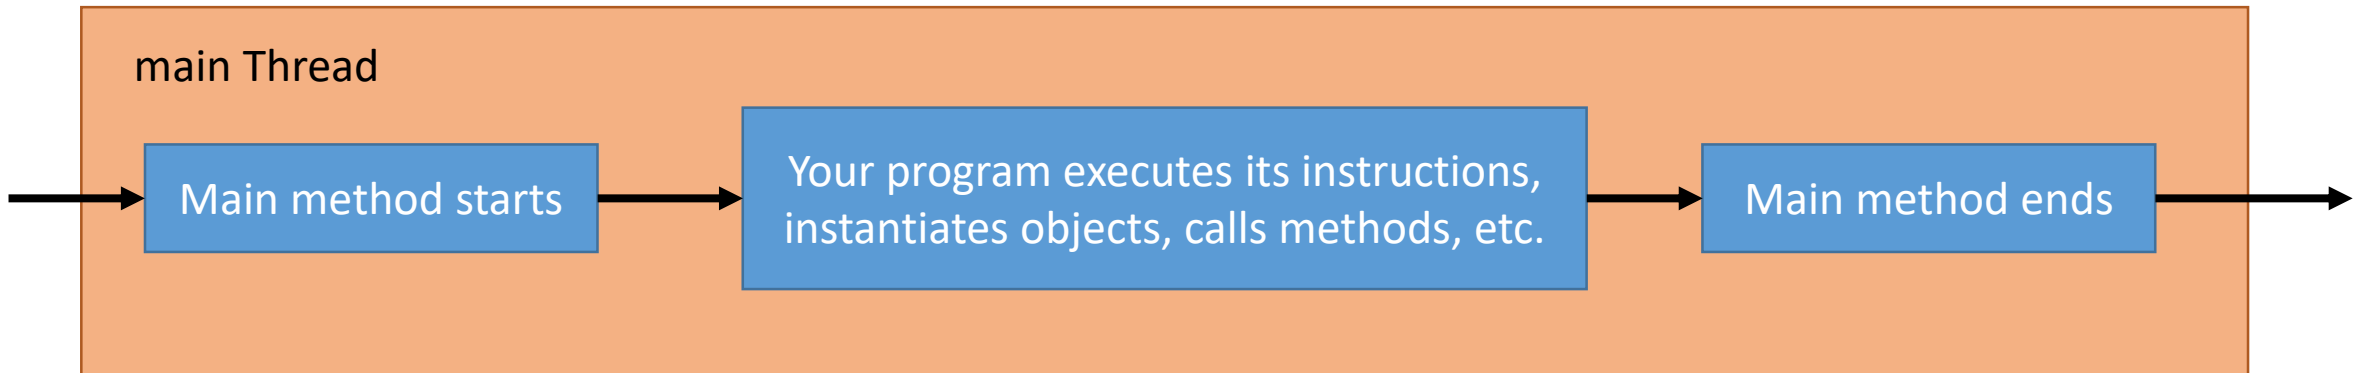 main Thread
Main method starts
Your program executes its instructions,
instantiates objects, calls methods, etc.
Main method ends